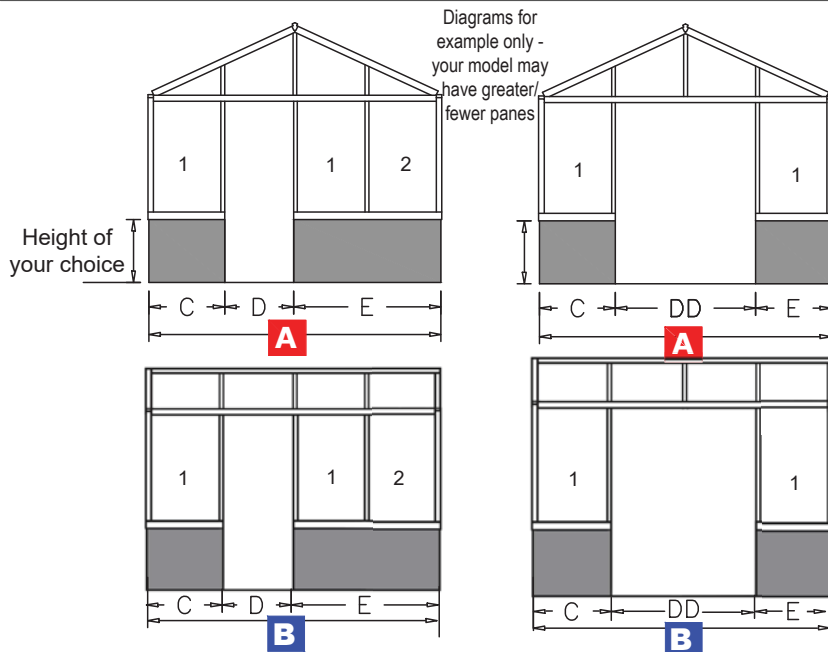 Diagrams for
example only -
your model may
have greater/
fewer panes
1 1 2
1 1
Height of
your choice
C D E
C DD E
A
A
1 1 2
1 1
C D E
C DD E
B
B